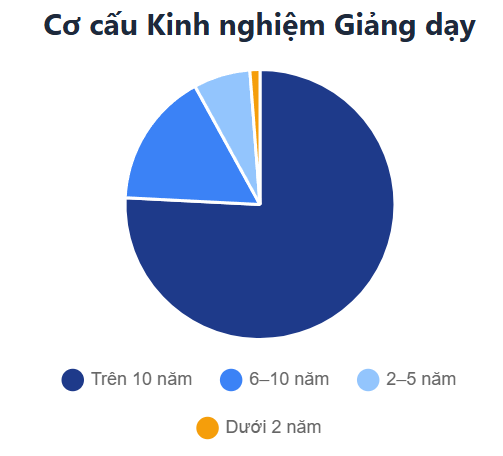 Cơ cấu Kinh nghiệm Giảng dạy
Trên 10 năm 6–10 năm 2–5 năm
Dưới 2 năm